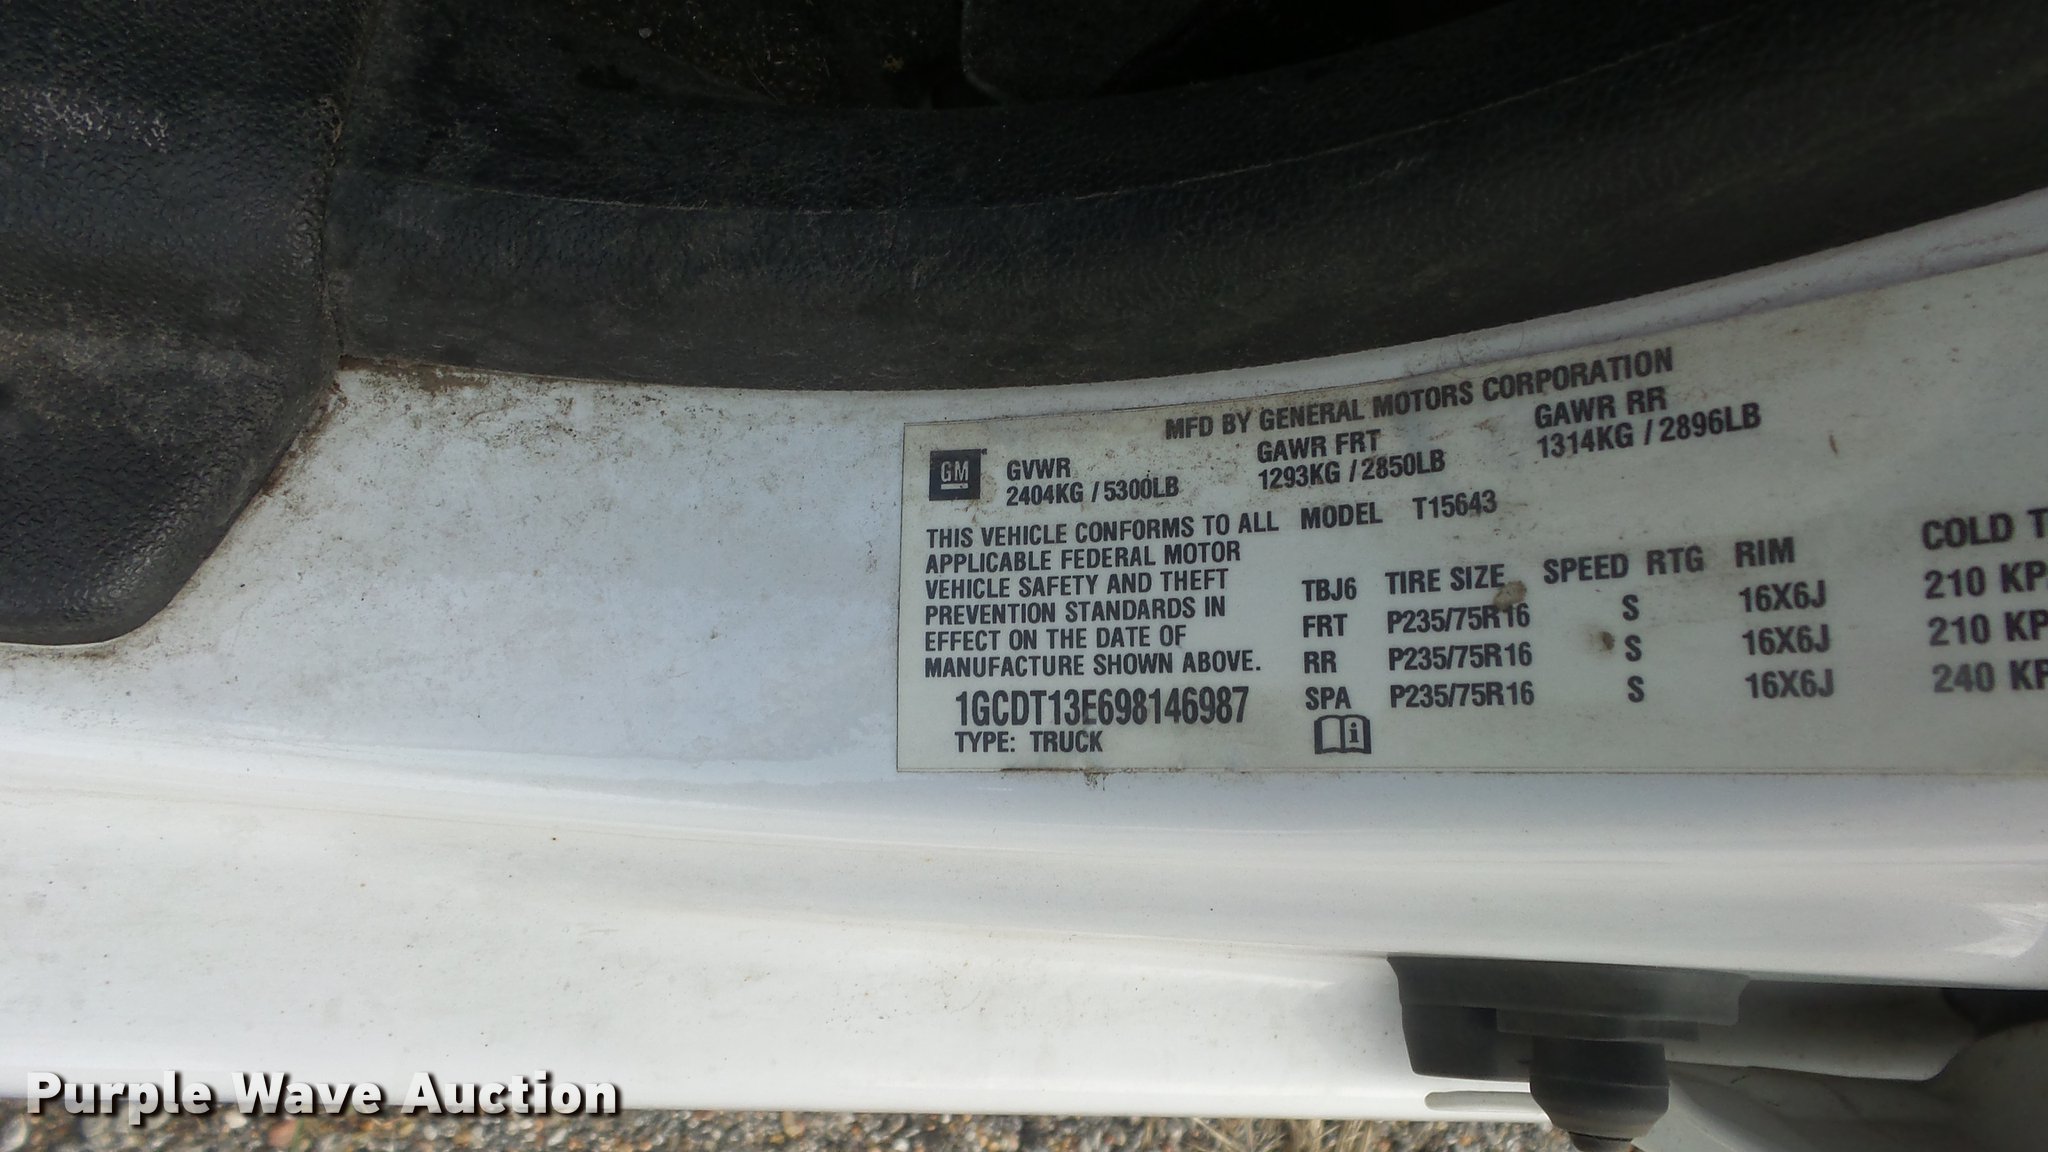 MFD BY GENERAL MOTORS CORPORATION
GM
GVWR GAWR FRT GAWR RR
2404KG / 5300LB 1293KG / 2850LB 1314KG / 2896LB
THIS VEHICLE CONFORMS TO ALL
APPLICABLE FEDERAL MOTOR
VEHICLE SAFETY AND THEFT
PREVENTION STANDARDS IN
EFFECT ON THE DATE OF
MANUFACTURE SHOWN ABOVE.
1GCDT13E698146987
TYPE: TRUCK
MODEL T15643
TBJ6 TIRE SIZE SPEED RTG RIM COLD T
FRT P235/75R16 S 16X6J 210 KP
RR P235/75R16 S 16X6J 210 KP
SPA P235/75R16 S 16X6J 240 KP
i
Purple Wave Auction